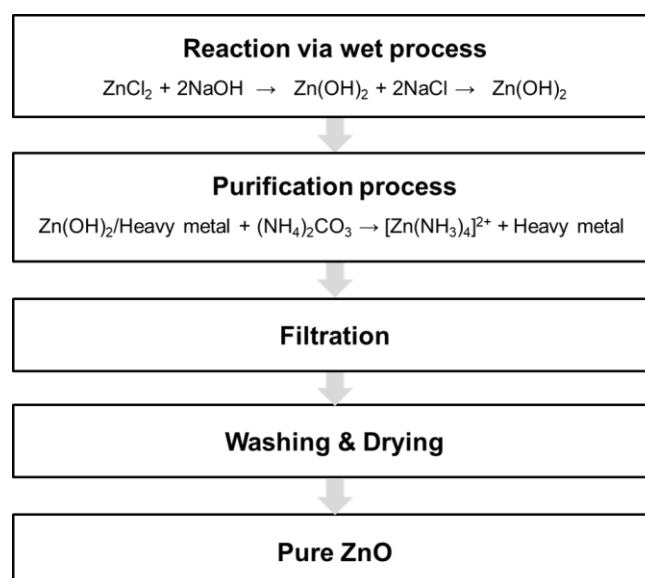 Reaction via wet process
ZnCl₂ + 2NaOH → Zn(OH)₂ + 2NaCl → Zn(OH)₂
Purification process
Zn(OH)₂/Heavy metal + (NH₄)₂CO₃ → [Zn(NH₃)₄]²⁺ + Heavy metal
Filtration
Washing & Drying
Pure ZnO